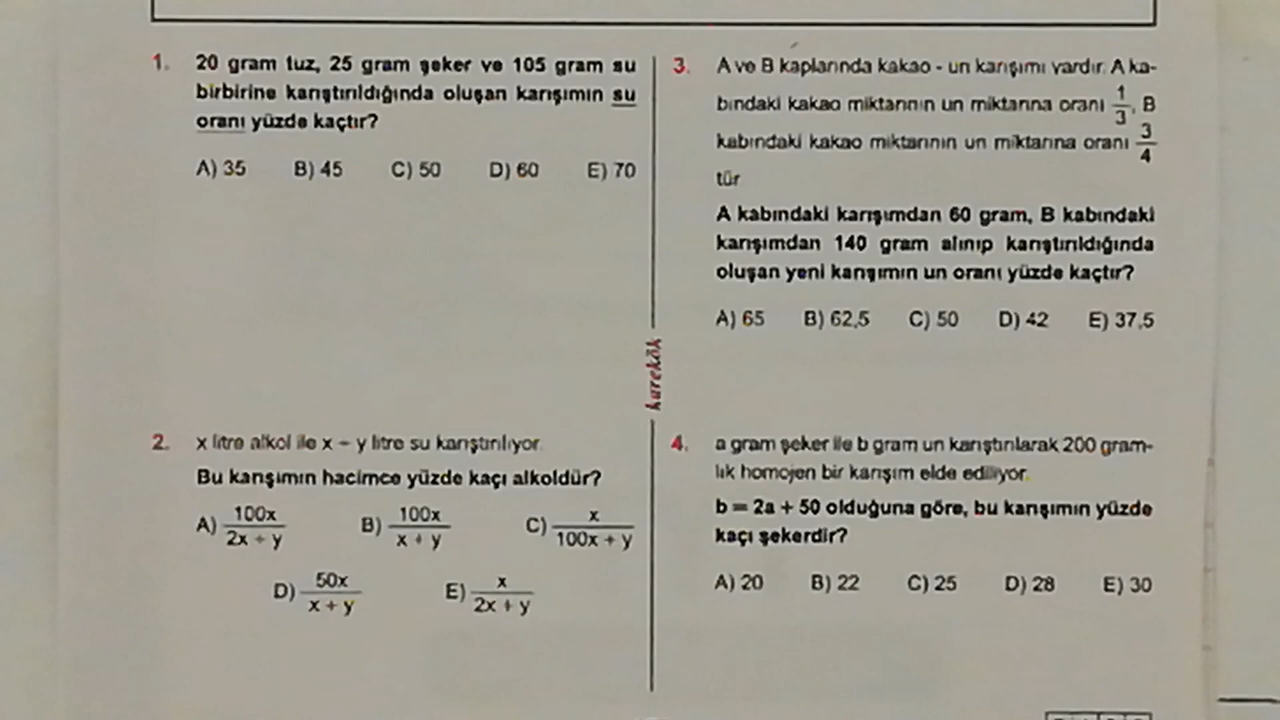 1. 20 gram tuz, 25 gram şeker ve 105 gram su
birbirine karıştırıldığında oluşan karışımın su
oranı yüzde kaçtır?
A) 35 B) 45 C) 50 D) 60 E) 70
2. x litre alkol ile x + y litre su karıştırılıyor.
Bu karışımın hacimce yüzde kaçı alkoldür?
A) 100x / 2x + y B) 100x / x + y C) x / 100x + y
D) 50x / x + y E) x / 2x + y
karekök
3. A ve B kaplarında kakao - un karışımı vardır. A ka-
bındaki kakao miktarının un miktarına oranı 1/3, B
kabındaki kakao miktarının un miktarına oranı 3/4
tür.
A kabındaki karışımdan 60 gram, B kabındaki
karışımdan 140 gram alınıp karıştırıldığında
oluşan yeni karışımın un oranı yüzde kaçtır?
A) 65 B) 62,5 C) 50 D) 42 E) 37,5
4. a gram şeker ile b gram un karıştırılarak 200 gram-
lık homojen bir karışım elde ediliyor.
b = 2a + 50 olduğuna göre, bu karışımın yüzde
kaçı şekerdir?
A) 20 B) 22 C) 25 D) 28 E) 30